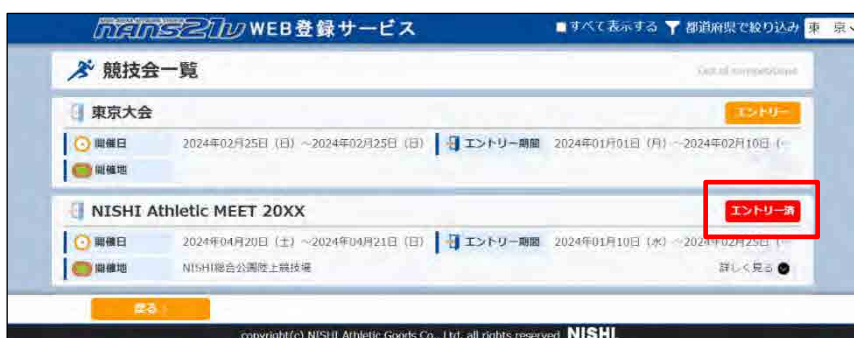 nans21v WEB登録サービス ■すべて表示する 都道府県で絞り込み 東 京
競技会一覧 List of competitions
東京大会 エントリー
開催日 2024年02月25日（日）～2024年02月25日（日） エントリー期間 2024年01月01日（月）～2024年02月10日（…
開催地
NISHI Athletic MEET 20XX エントリー済
開催日 2024年04月20日（土）～2024年04月21日（日） エントリー期間 2024年01月10日（水）～2024年02月25日（…
開催地 NISHI総合公園陸上競技場 詳しく見る
戻る
copyright(c) NISHI Athletic Goods Co., Ltd. all rights reserved. NISHI